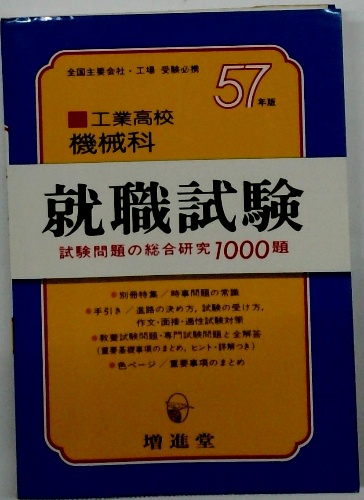 全国主要会社・工場 受験必携
57年版
■工業高校
機械科
就職試験
試験問題の総合研究1000題
●別冊特集／時事問題の常識
●手引き／進路の決め方,試験の受け方,
作文・面接・適性試験対策
●教養試験問題・専門試験問題と全解答
(重要基礎事項のまとめ,ヒント・詳解つき)
●色ページ／重要事項のまとめ
増進堂